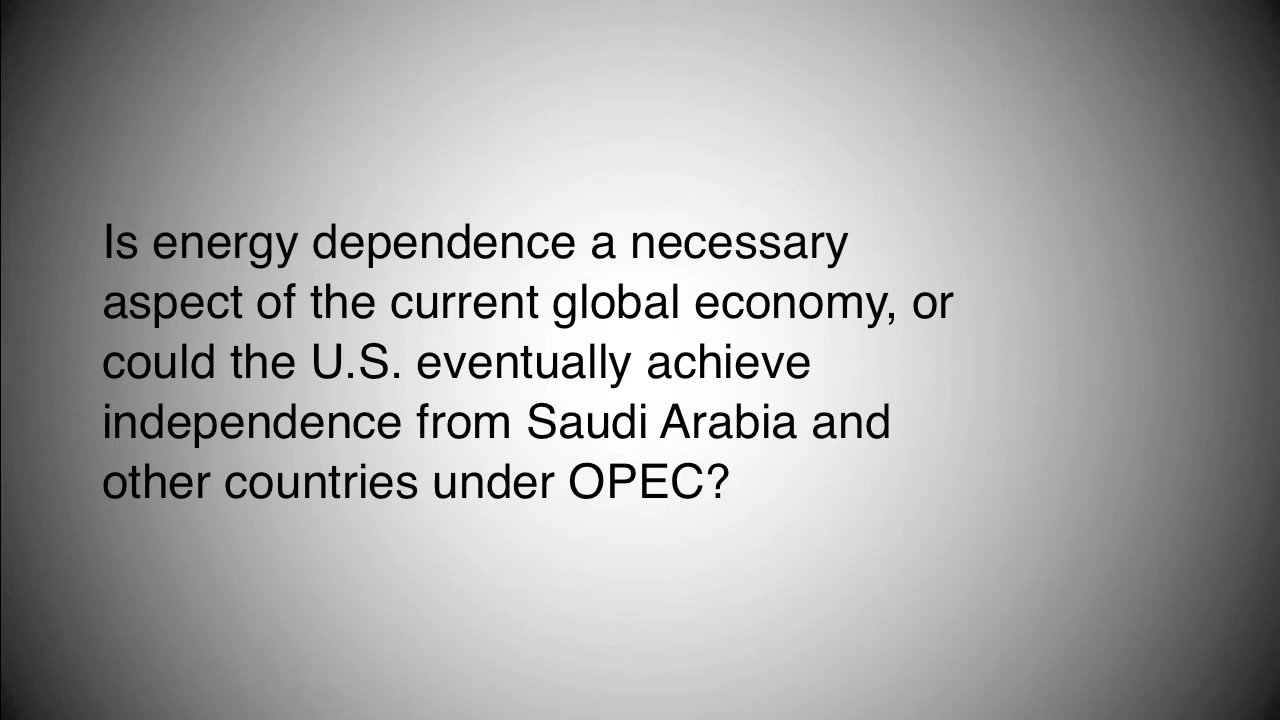 Is energy dependence a necessary
aspect of the current global economy, or
could the U.S. eventually achieve
independence from Saudi Arabia and
other countries under OPEC?